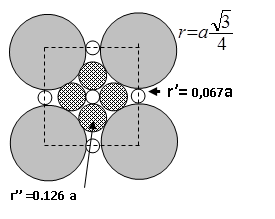 r=a√3/4
r'= 0,067a
r''=0.126 a